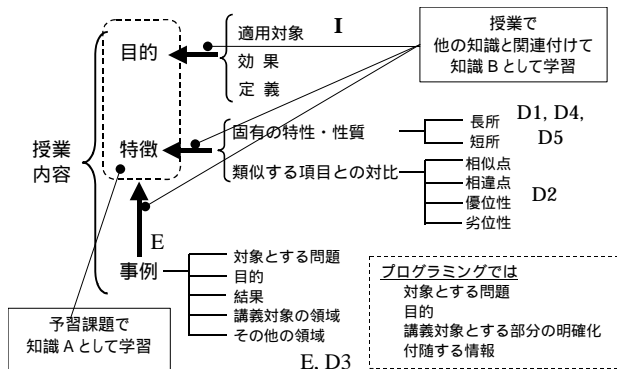 適用対象
I
目的
効 果
定 義
授業で
他の知識と関連付けて
知識Bとして学習
授業
内容
特徴
固有の特性・性質
長所
短所
D1, D4,
D5
類似する項目との対比
相似点
相違点
優位性
劣位性
D2
E
事例
対象とする問題
目的
結果
講義対象の領域
その他の領域
E, D3
予習課題で
知識Aとして学習
プログラミングでは
対象とする問題
目的
講義対象とする部分の明確化
付随する情報